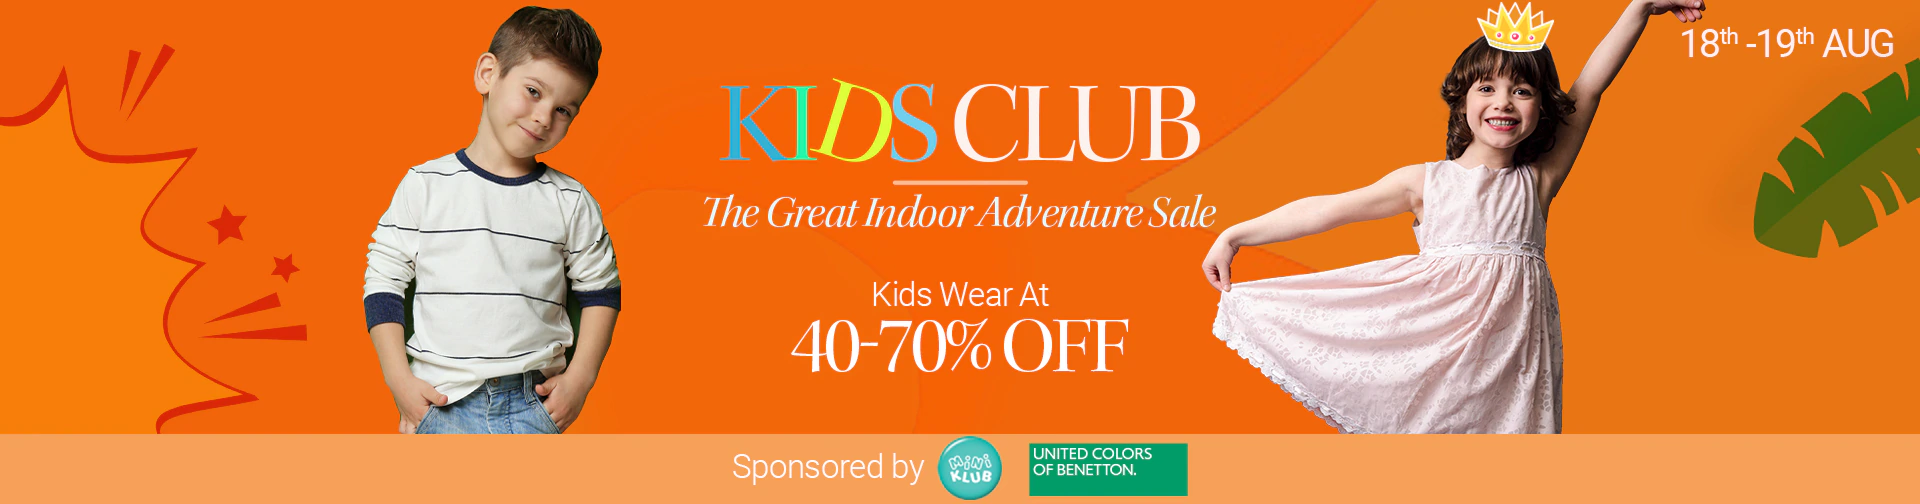 18th -19th AUG
KIDS CLUB
The Great Indoor Adventure Sale
Kids Wear At
40-70% OFF
Sponsored by
MiNi
KLUB
UNITED COLORS
OF BENETTON.